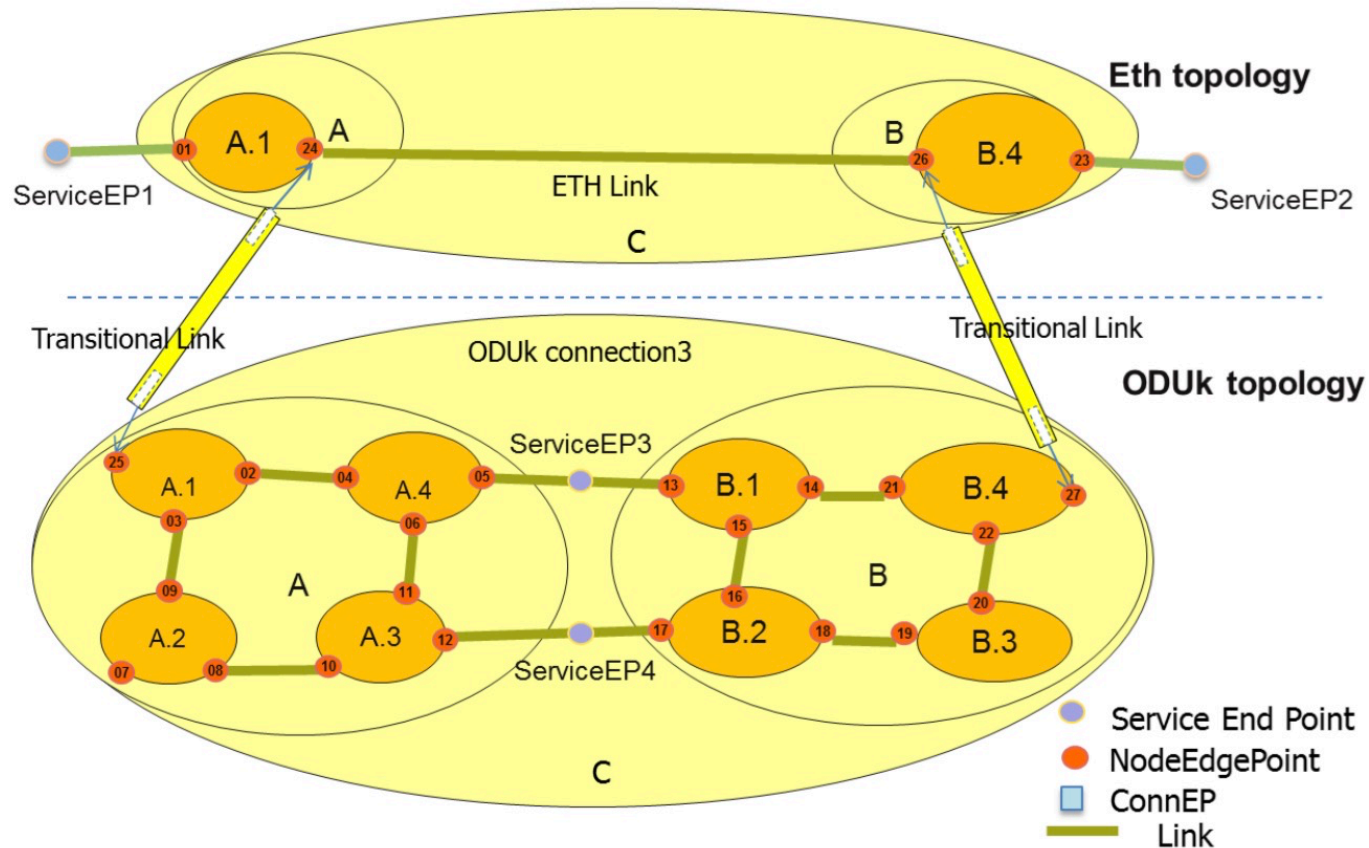 Eth topology
A.1
A
B
B.4
01
24
26
23
ETH Link
ServiceEP1
ServiceEP2
C
Transitional Link
Transitional Link
ODUk connection3
ODUk topology
ServiceEP3
25
A.1
02
04
A.4
05
13
B.1
14
21
B.4
27
03
06
15
22
A
B
09
11
16
20
A.2
A.3
12
17
B.2
18
19
B.3
07
08
10
ServiceEP4
C
Service End Point
NodeEdgePoint
ConnEP
Link